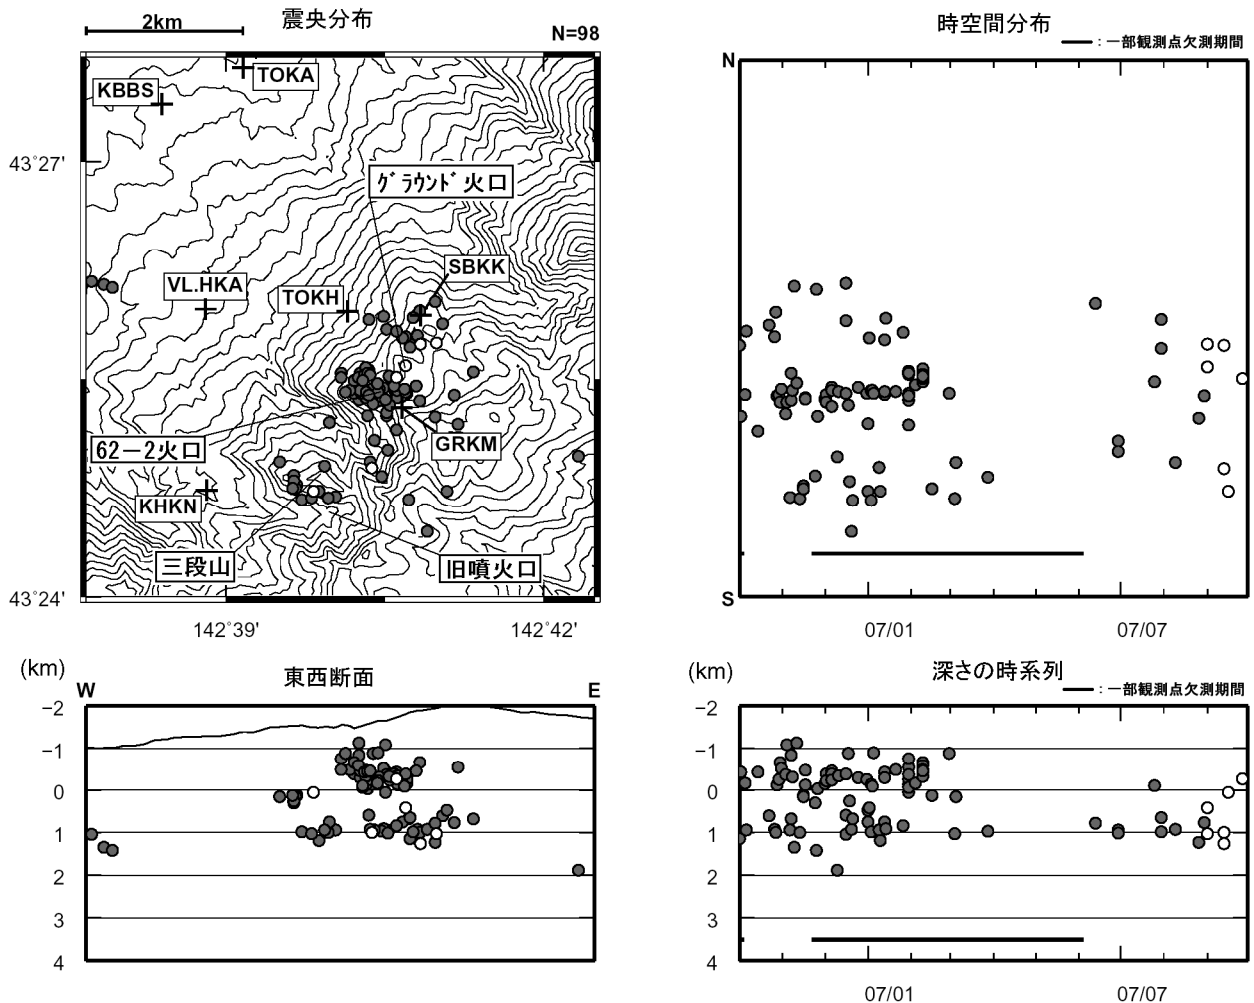 2km
震央分布
N=98
TOKA
KBBS
43°27'
グラウンド火口
SBKK
VL.HKA
TOKH
GRKM
62－2火口
KHKN
三段山
旧噴火口
43°24'
142°39'
142°42'
時空間分布
：一部観測点欠測期間
N
S
07/01
07/07
(km)
東西断面
W
E
−2
−1
0
1
2
3
4
(km)
深さの時系列
：一部観測点欠測期間
−2
−1
0
1
2
3
4
07/01
07/07